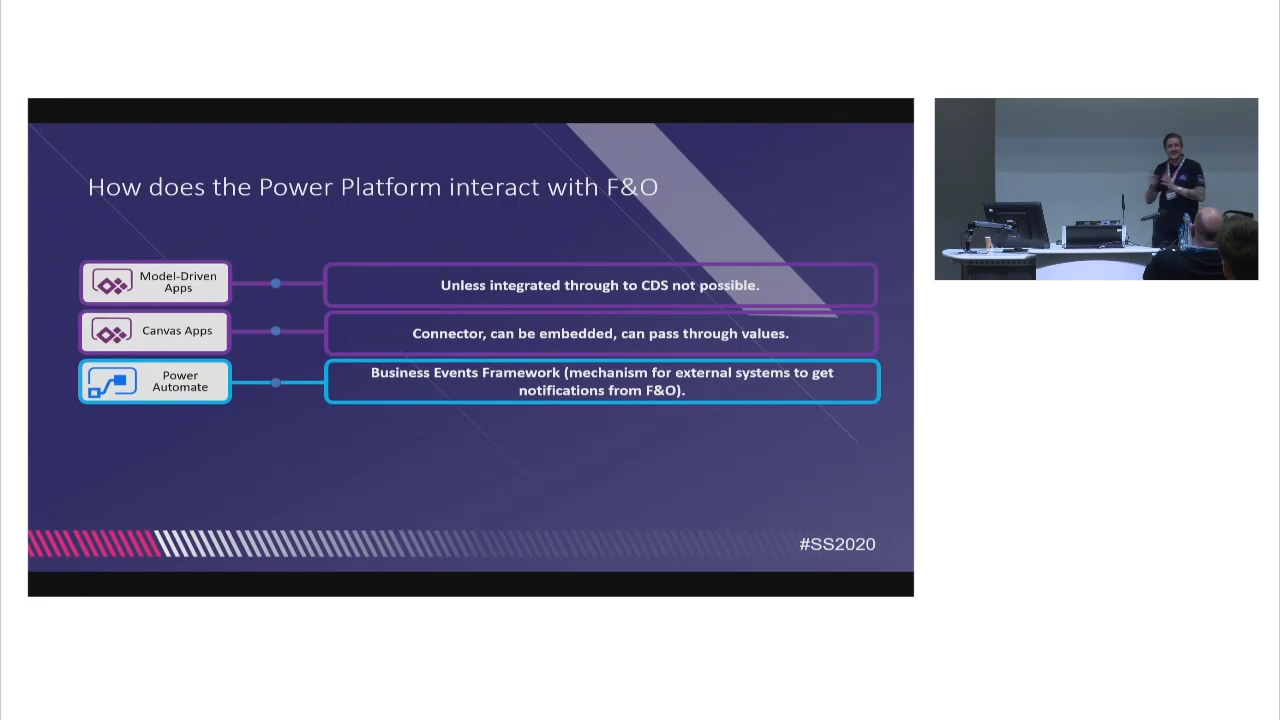 How does the Power Platform interact with F&O
Model-Driven
Apps
Unless integrated through to CDS not possible.
Canvas Apps
Connector, can be embedded, can pass through values.
Power
Automate
Business Events Framework (mechanism for external systems to get
notifications from F&O).
#SS2020